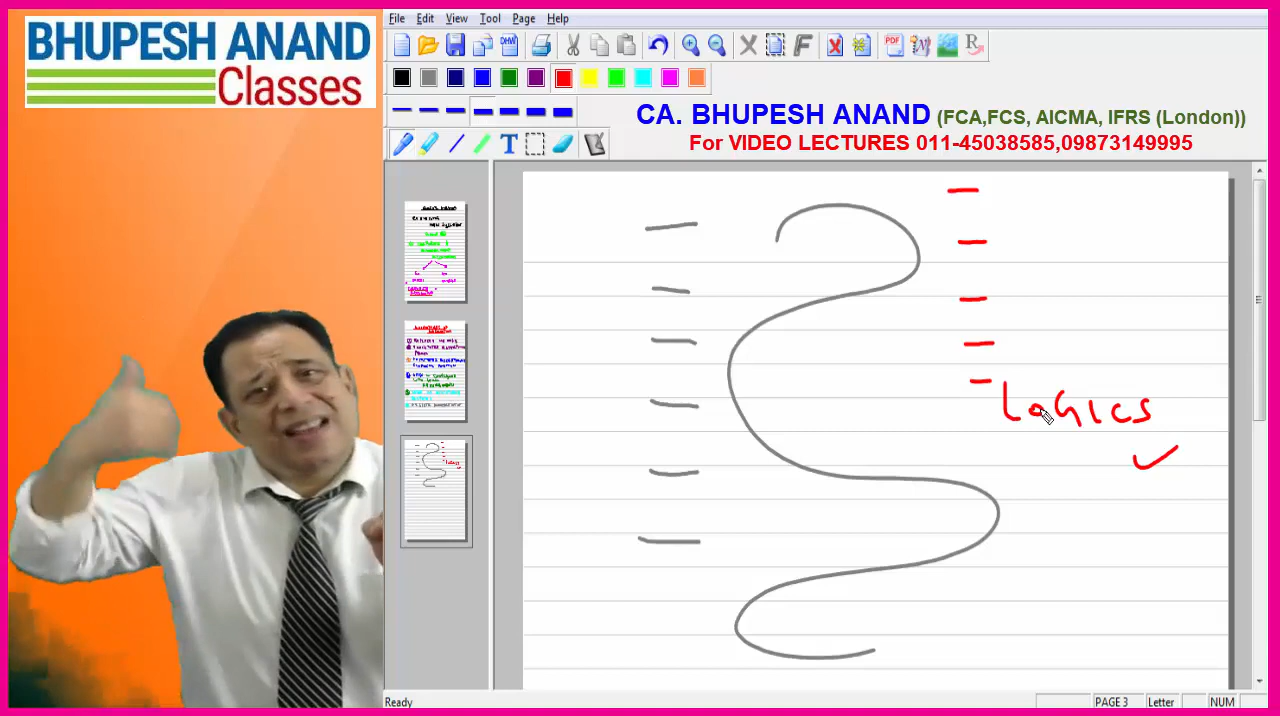 BHUPESH ANAND
Classes
File Edit View Tool Page Help
CA. BHUPESH ANAND (FCA,FCS, AICMA, IFRS (London))
For VIDEO LECTURES 011-45038585,09873149995
LOGICS
Ready
PAGE 3 Letter NUM